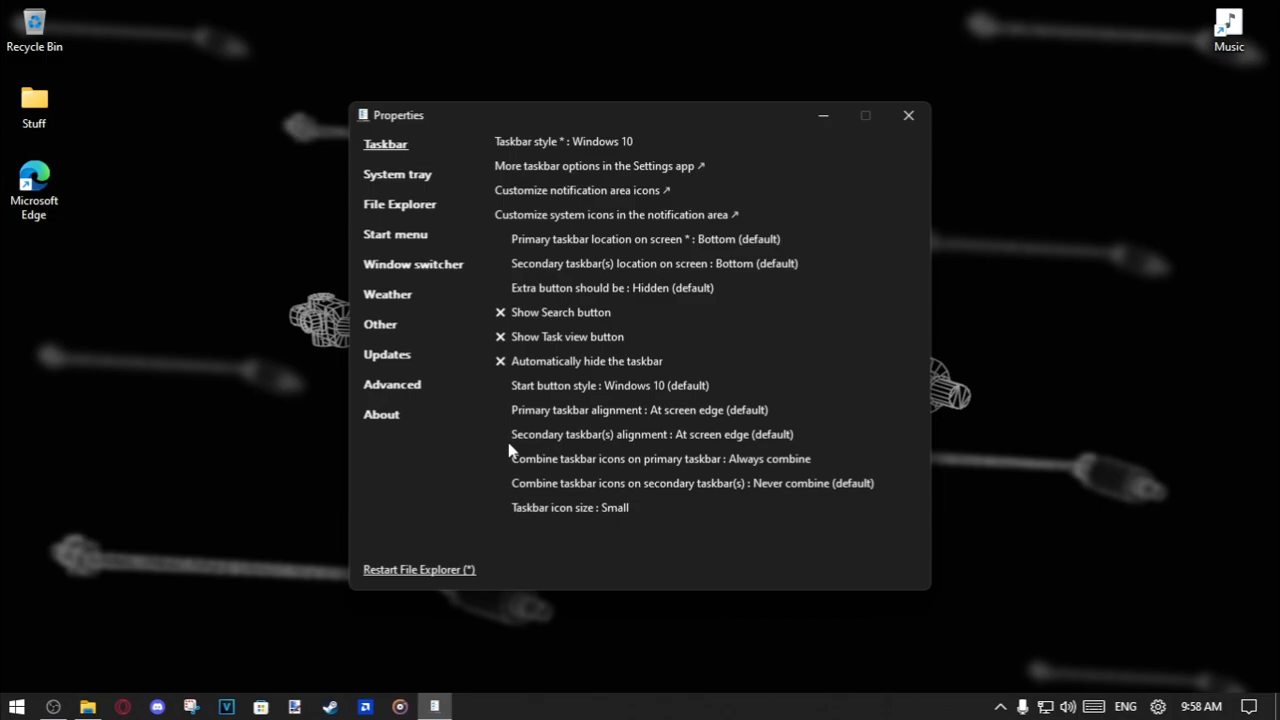 Recycle Bin
Music
Stuff
Microsoft
Edge
Properties
Taskbar
System tray
File Explorer
Start menu
Window switcher
Weather
Other
Updates
Advanced
About
Restart File Explorer (*)
Taskbar style * : Windows 10
More taskbar options in the Settings app ↗
Customize notification area icons ↗
Customize system icons in the notification area ↗
Primary taskbar location on screen * : Bottom (default)
Secondary taskbar(s) location on screen : Bottom (default)
Extra button should be : Hidden (default)
Show Search button
Show Task view button
Automatically hide the taskbar
Start button style : Windows 10 (default)
Primary taskbar alignment : At screen edge (default)
Secondary taskbar(s) alignment : At screen edge (default)
Combine taskbar icons on primary taskbar : Always combine
Combine taskbar icons on secondary taskbar(s) : Never combine (default)
Taskbar icon size : Small
V
ENG
9:58 AM